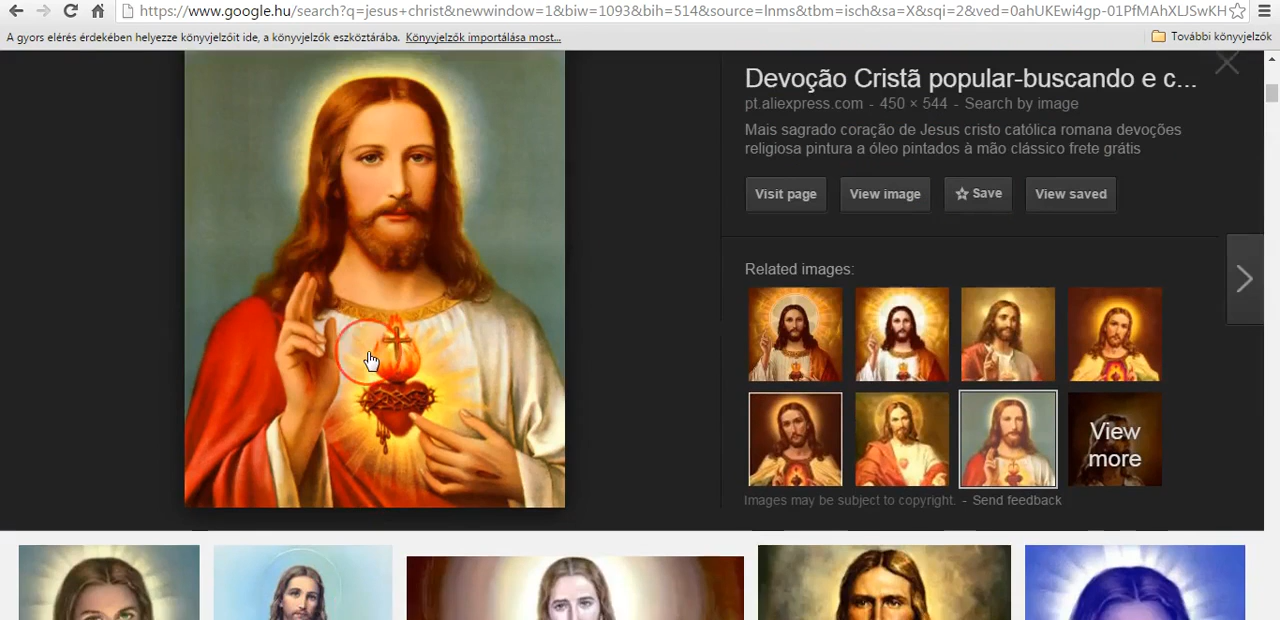 https://www.google.hu/search?q=jesus+christ&newwindow=1&biw=1093&bih=514&source=lnms&tbm=isch&sa=X&sqi=2&ved=0ahUKEwi4gp-01PfMAhXLJSwKH
A gyors elérés érdekében helyezze könyvjelzőit ide, a könyvjelzők eszköztárába. Könyvjelzők importálása most... További könyvjelzők
Devoção Cristã popular-buscando e c...
pt.aliexpress.com - 450 × 544 - Search by image
Mais sagrado coração de Jesus cristo católica romana devoções
religiosa pintura a óleo pintados à mão clássico frete grátis
Visit page View image Save View saved
Related images:
View
more
Images may be subject to copyright. - Send feedback